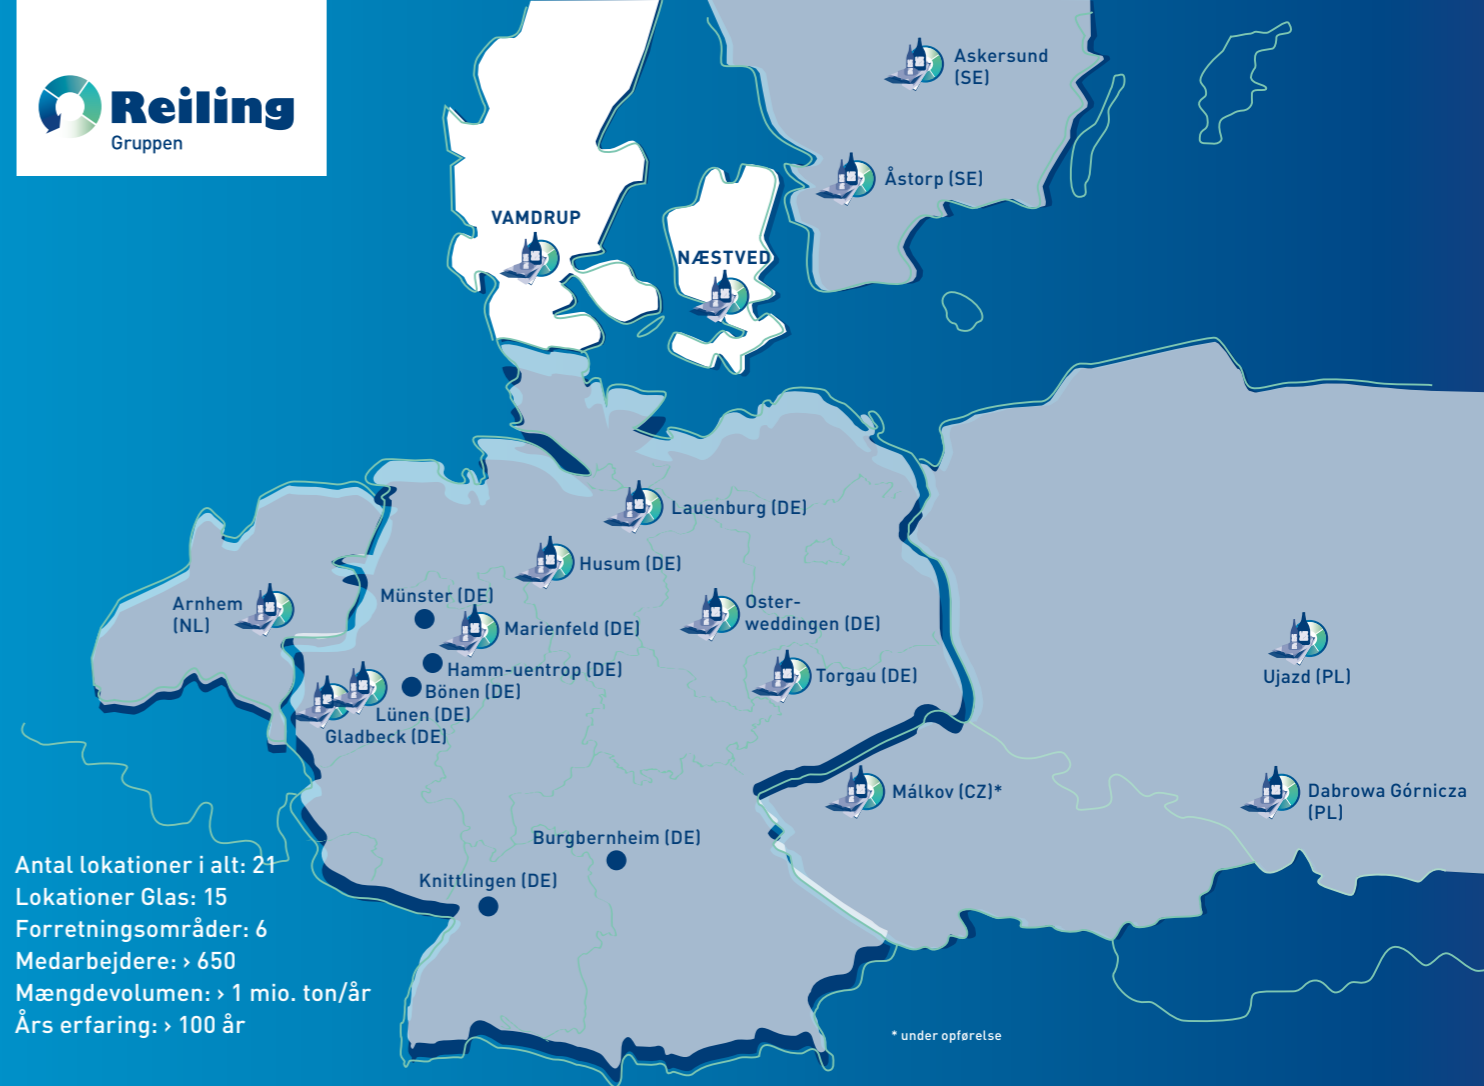 Reiling
Gruppen
Askersund
(SE)
Åstorp (SE)
VAMDRUP
NÆSTVED
Lauenburg (DE)
Husum (DE)
Münster (DE)
Arnhem
(NL)
Marienfeld (DE)
Oster-
weddingen (DE)
Hamm-uentrop (DE)
Bönen (DE)
Torgau (DE)
Ujazd (PL)
Lünen (DE)
Gladbeck (DE)
Málkov (CZ)*
Dabrowa Górnicza
(PL)
Burgbernheim (DE)
Knittlingen (DE)
Antal lokationer i alt: 21
Lokationer Glas: 15
Forretningsområder: 6
Medarbejdere: › 650
Mængdevolumen: › 1 mio. ton/år
Års erfaring: › 100 år
* under opførelse